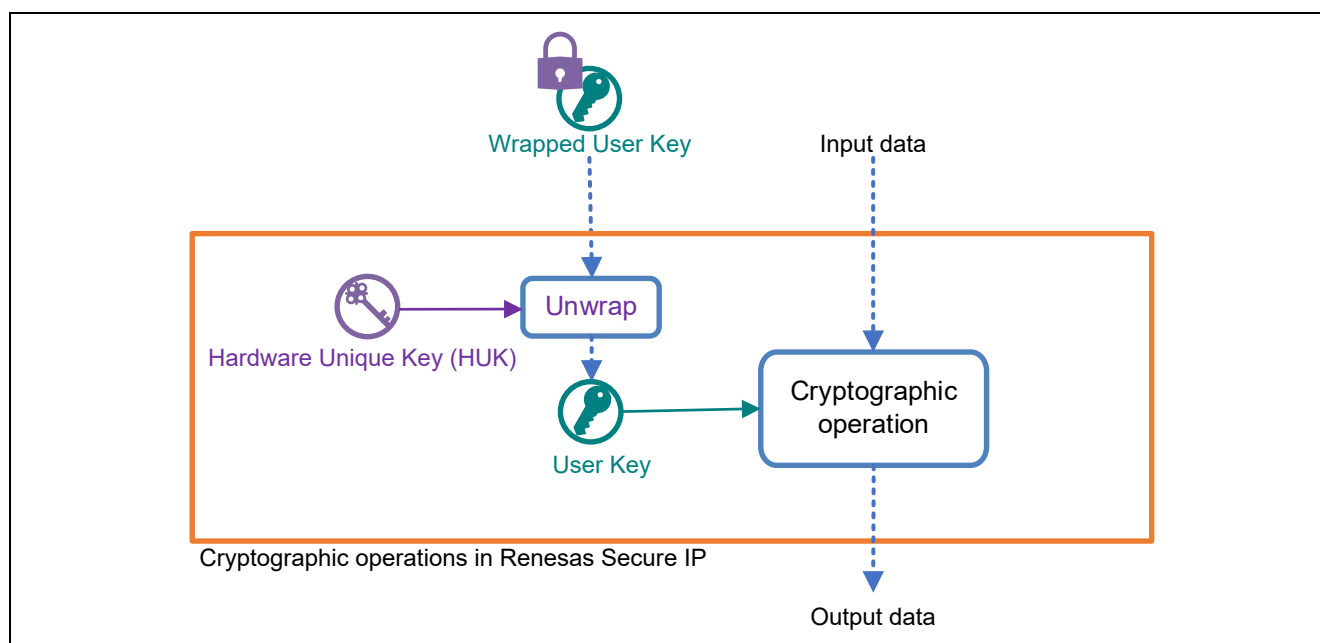 Wrapped User Key
Input data
Unwrap
Hardware Unique Key (HUK)
Cryptographic
operation
User Key
Cryptographic operations in Renesas Secure IP
Output data